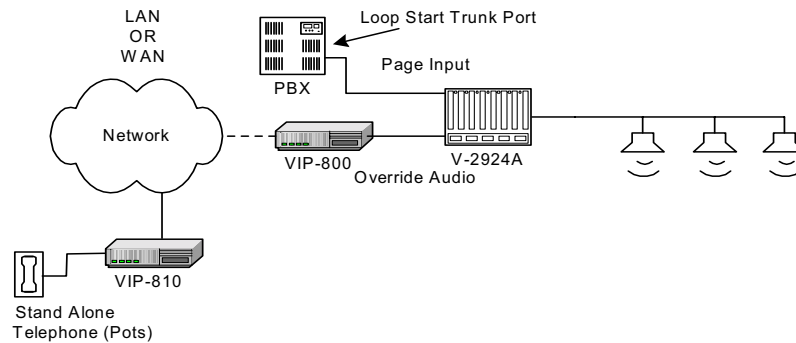 LAN
OR
WAN
Loop Start Trunk Port
Page Input
PBX
Network
VIP-800
V-2924A
Override Audio
VIP-810
Stand Alone
Telephone (Pots)